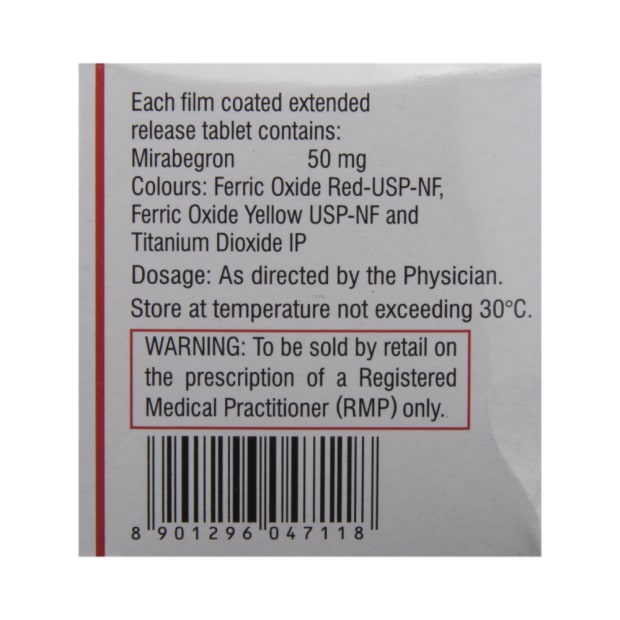 Each film coated extended
release tablet contains:
Mirabegron 50 mg
Colours: Ferric Oxide Red-USP-NF,
Ferric Oxide Yellow USP-NF and
Titanium Dioxide IP
Dosage: As directed by the Physician.
Store at temperature not exceeding 30°C.
WARNING: To be sold by retail on
the prescription of a Registered
Medical Practitioner (RMP) only.
8 901296 047118